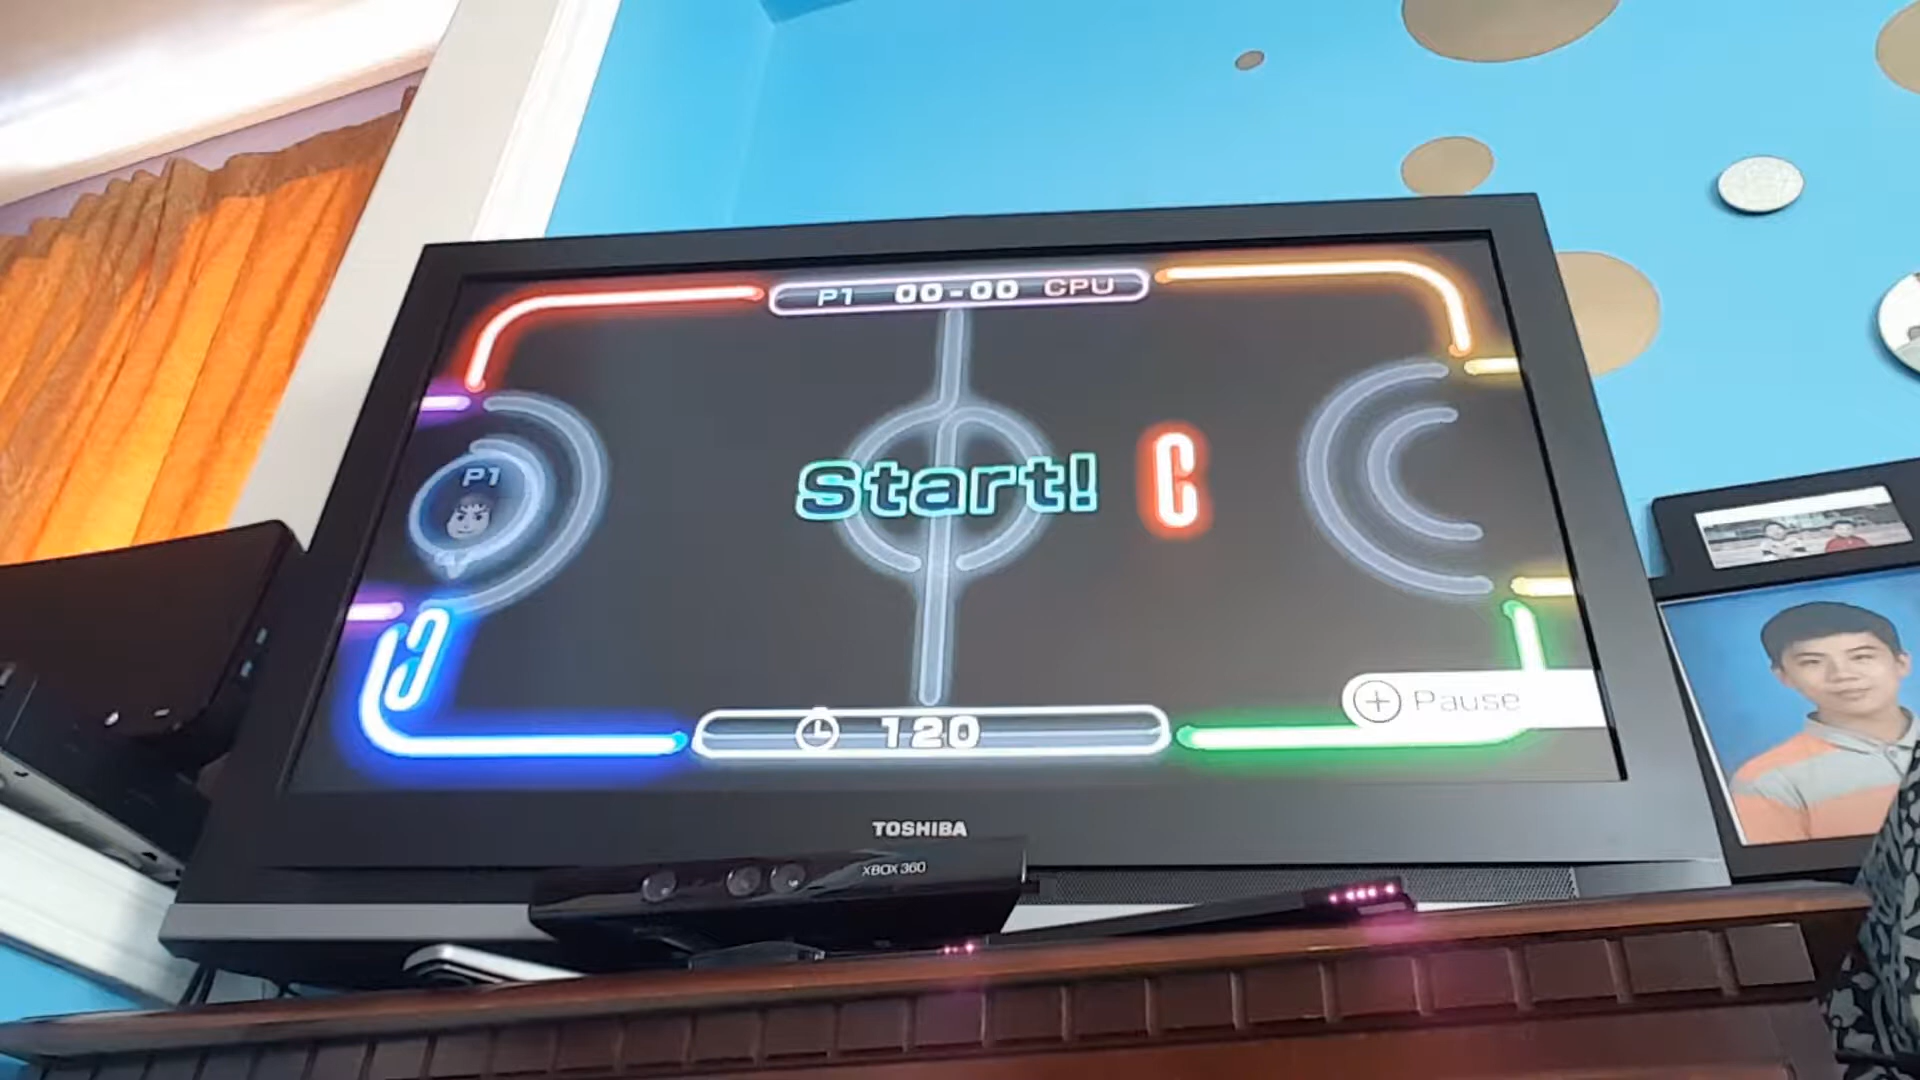 P1 00-00 CPU
P1
Start!
+ Pause
120
TOSHIBA
XBOX 360